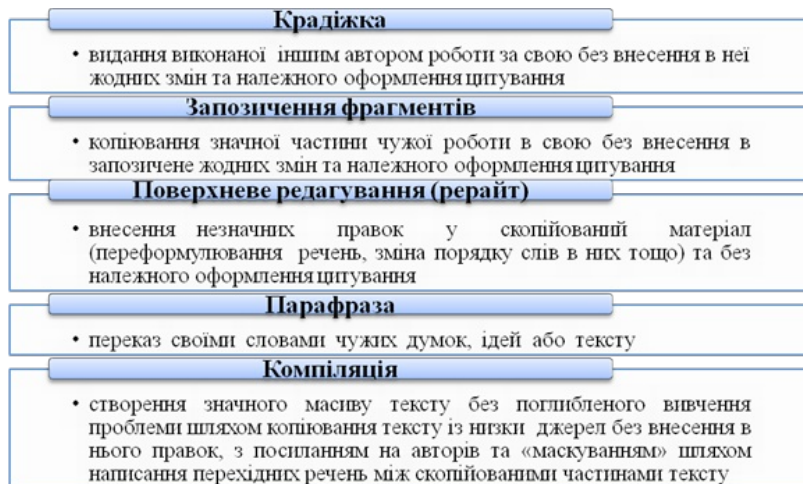 Крадіжка
• видання виконаної іншим автором роботи за свою без внесення в неї
жодних змін та належного оформлення цитування
Запозичення фрагментів
• копіювання значної частини чужої роботи в свою без внесення в
запозичене жодних змін та належного оформлення цитування
Поверхневе редагування (рерайт)
• внесення незначних правок у скопійований матеріал
(переформулювання речень, зміна порядку слів в них тощо) та без
належного оформлення цитування
Парафраза
• переказ своїми словами чужих думок, ідей або тексту
Компіляція
• створення значного масиву тексту без поглибленого вивчення
проблеми шляхом копіювання тексту із низки джерел без внесення в
нього правок, з посиланням на авторів та «маскуванням» шляхом
написання перехідних речень між скопійованими частинами тексту